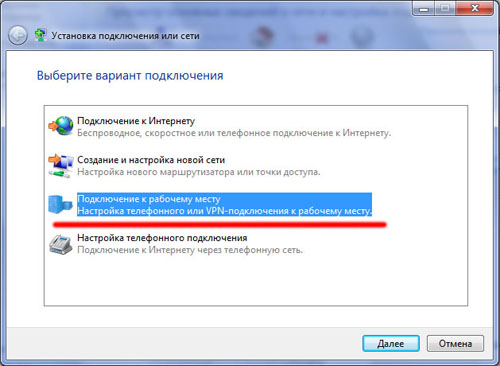 Установка подключения или сети
Выберите вариант подключения
Подключение к Интернету
Беспроводное, скоростное или телефонное подключение к Интернету.
Создание и настройка новой сети
Настройка нового маршрутизатора или точки доступа.
Подключение к рабочему месту
Настройка телефонного или VPN-подключения к рабочему месту.
Настройка телефонного подключения
Подключение к Интернету через телефонную сеть.
Далее
Отмена